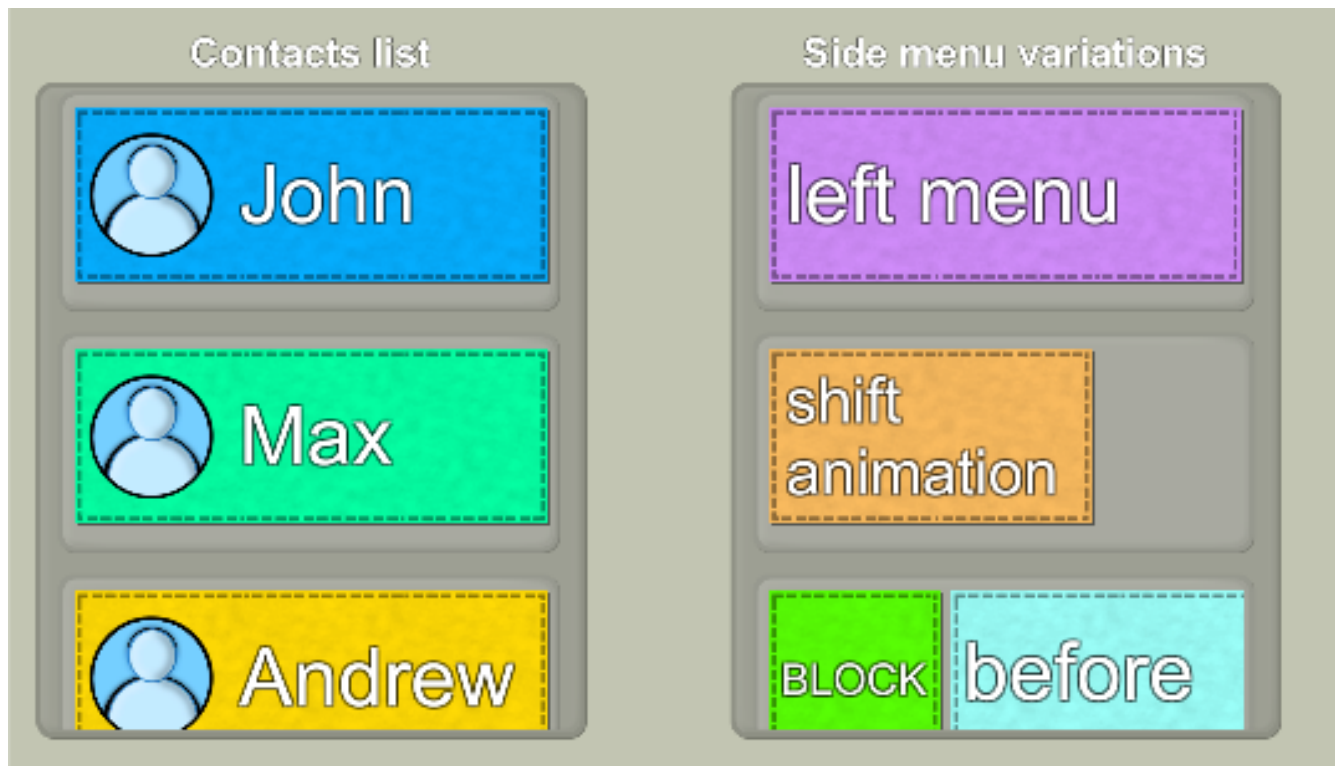 Contacts list
John
Max
Andrew
Side menu variations
left menu
shift
animation
BLOCK
before